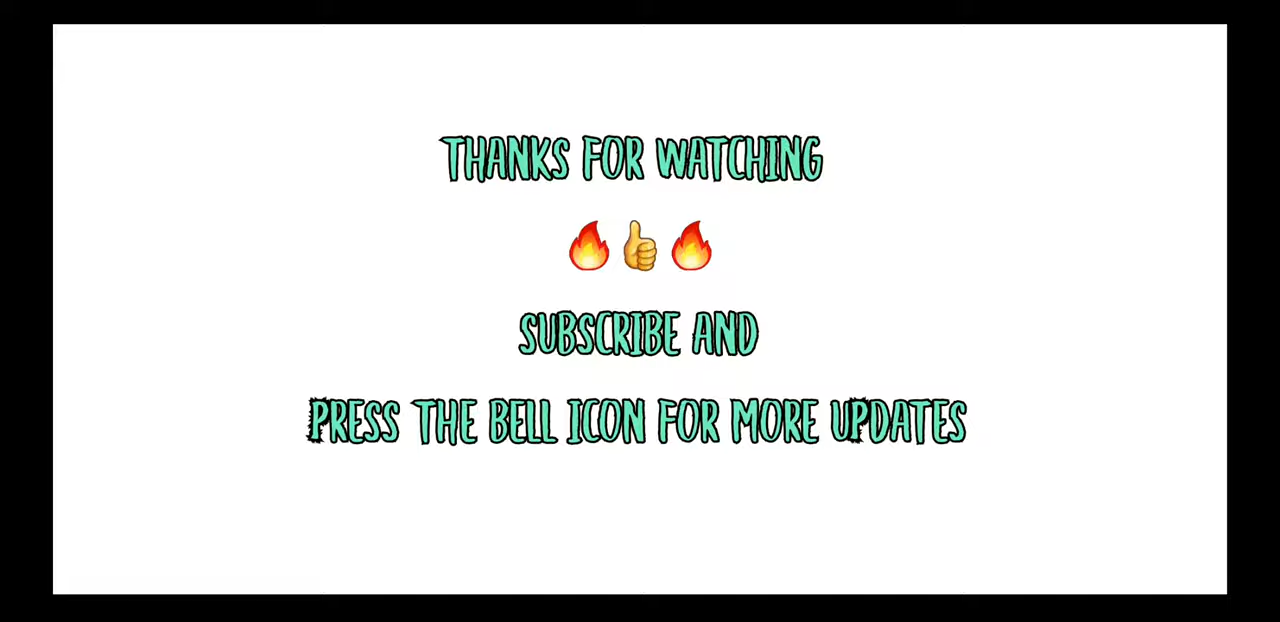 THANKS FOR WATCHING
🔥👍🔥
SUBSCRIBE AND
PRESS THE BELL ICON FOR MORE UPDATES